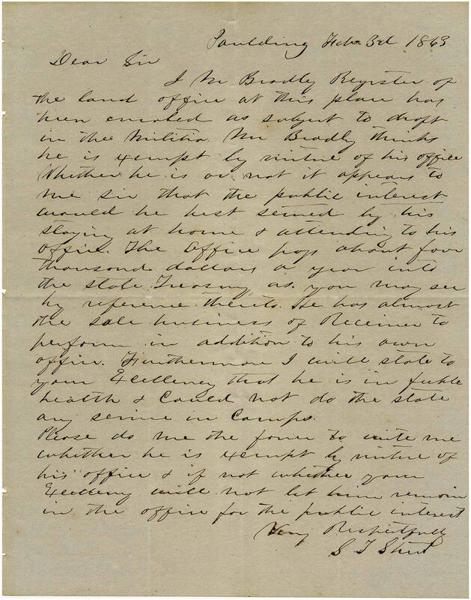 Paulding Feb 3d 1863
Dear Sir
J M Bradly Register of
the land office at this place has
been enroled as subject to draft
in the Militia Mr Bradly thinks
he is exempt by virtue of his office
Whether he is or not it appears to
me Sir that the public interest
would be best served by his
staying at home & attending to his
office. The Office pays about four
thousand dollars a year into
the state Treasury as you may see
by reference thereto. He has almost
the sole business of Receiver to
perform in addition to his own
office. Furthermore I will state to
your Excellency that he is in feeble
health & could not do the state
any service in Camps.
Please do me the favor to write me
whether he is exempt by virtue of
his office & if not whether your
Excellency will not let him remain
in the office for the public interest
Very Respectfully
S J